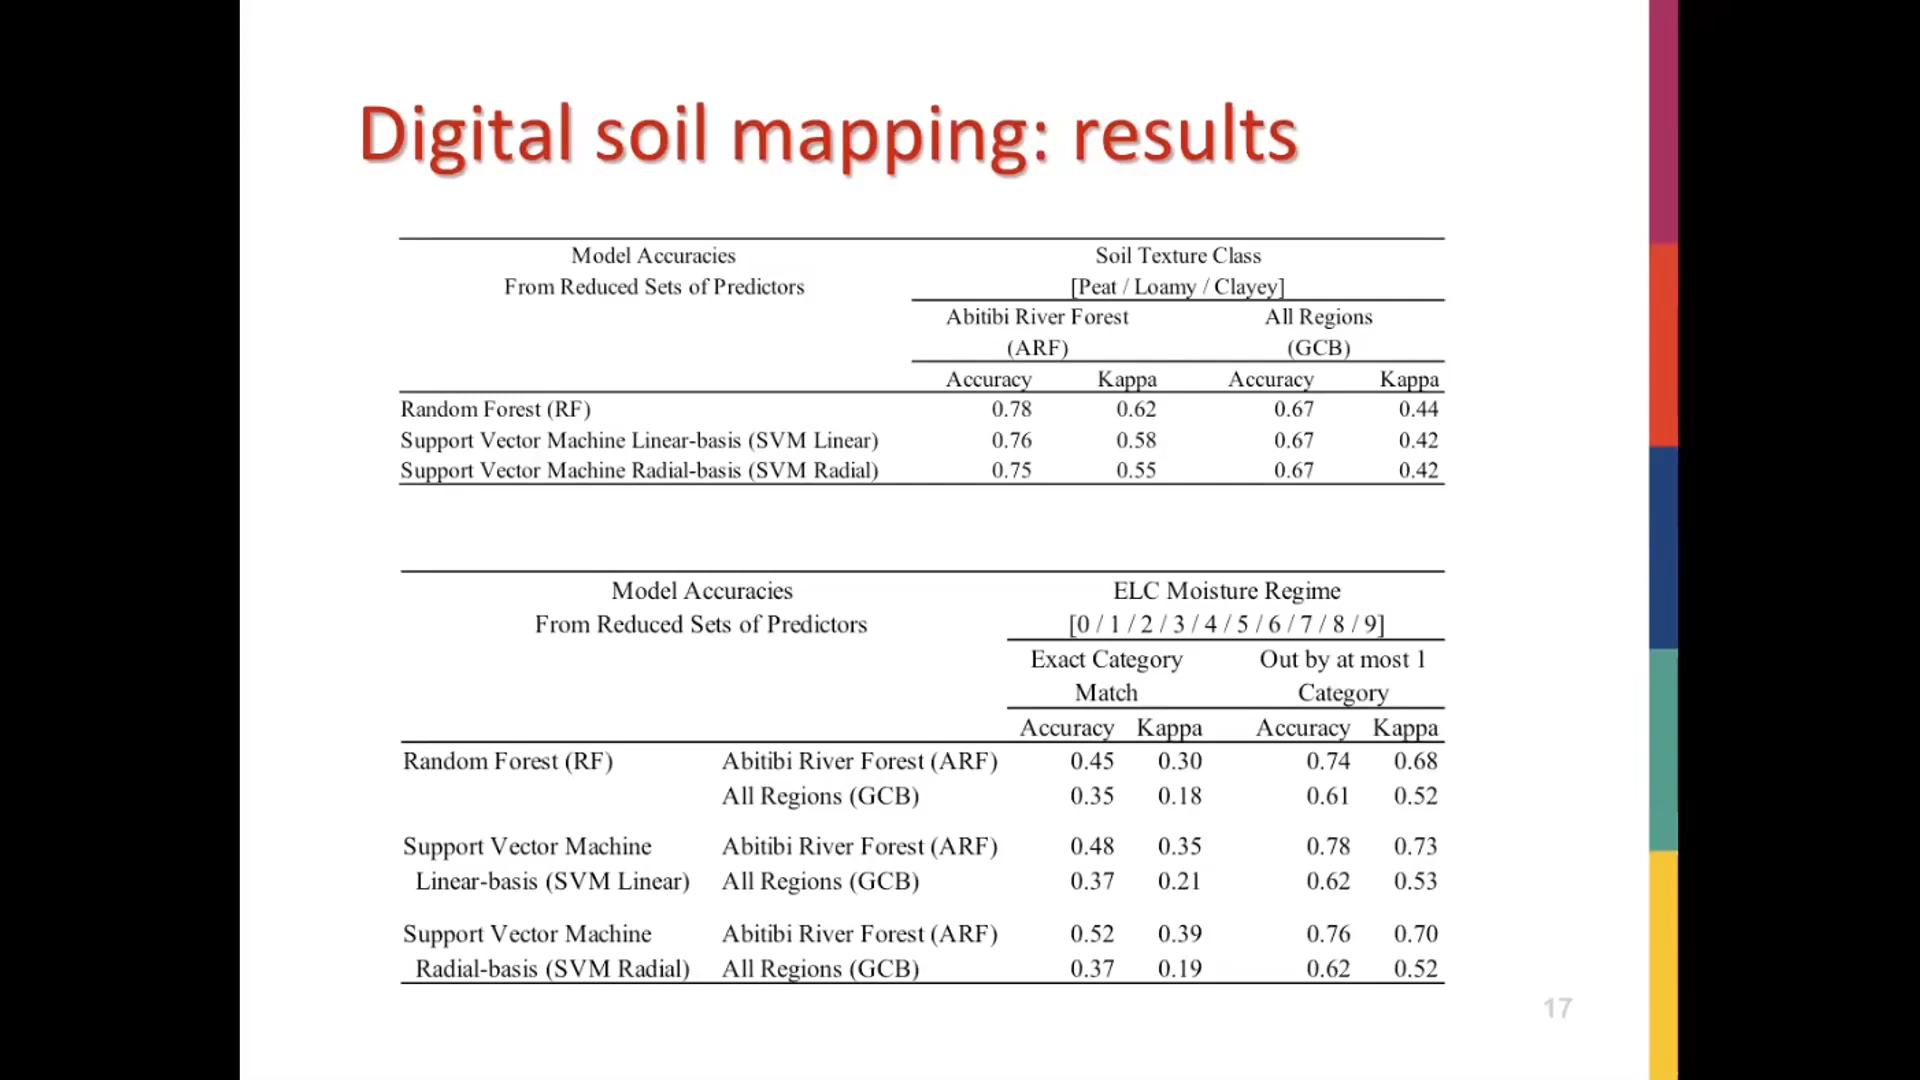 Digital soil mapping: results
Model Accuracies
From Reduced Sets of Predictors
Soil Texture Class
[Peat / Loamy / Clayey]
Abitibi River Forest
(ARF)
All Regions
(GCB)
Accuracy Kappa Accuracy Kappa
Random Forest (RF) 0.78 0.62 0.67 0.44
Support Vector Machine Linear-basis (SVM Linear) 0.76 0.58 0.67 0.42
Support Vector Machine Radial-basis (SVM Radial) 0.75 0.55 0.67 0.42
Model Accuracies
From Reduced Sets of Predictors
ELC Moisture Regime
[0 / 1 / 2 / 3 / 4 / 5 / 6 / 7 / 8 / 9]
Exact Category
Match
Out by at most 1
Category
Accuracy Kappa Accuracy Kappa
Random Forest (RF) Abitibi River Forest (ARF) 0.45 0.30 0.74 0.68
All Regions (GCB) 0.35 0.18 0.61 0.52
Support Vector Machine Abitibi River Forest (ARF) 0.48 0.35 0.78 0.73
Linear-basis (SVM Linear) All Regions (GCB) 0.37 0.21 0.62 0.53
Support Vector Machine Abitibi River Forest (ARF) 0.52 0.39 0.76 0.70
Radial-basis (SVM Radial) All Regions (GCB) 0.37 0.19 0.62 0.52
17